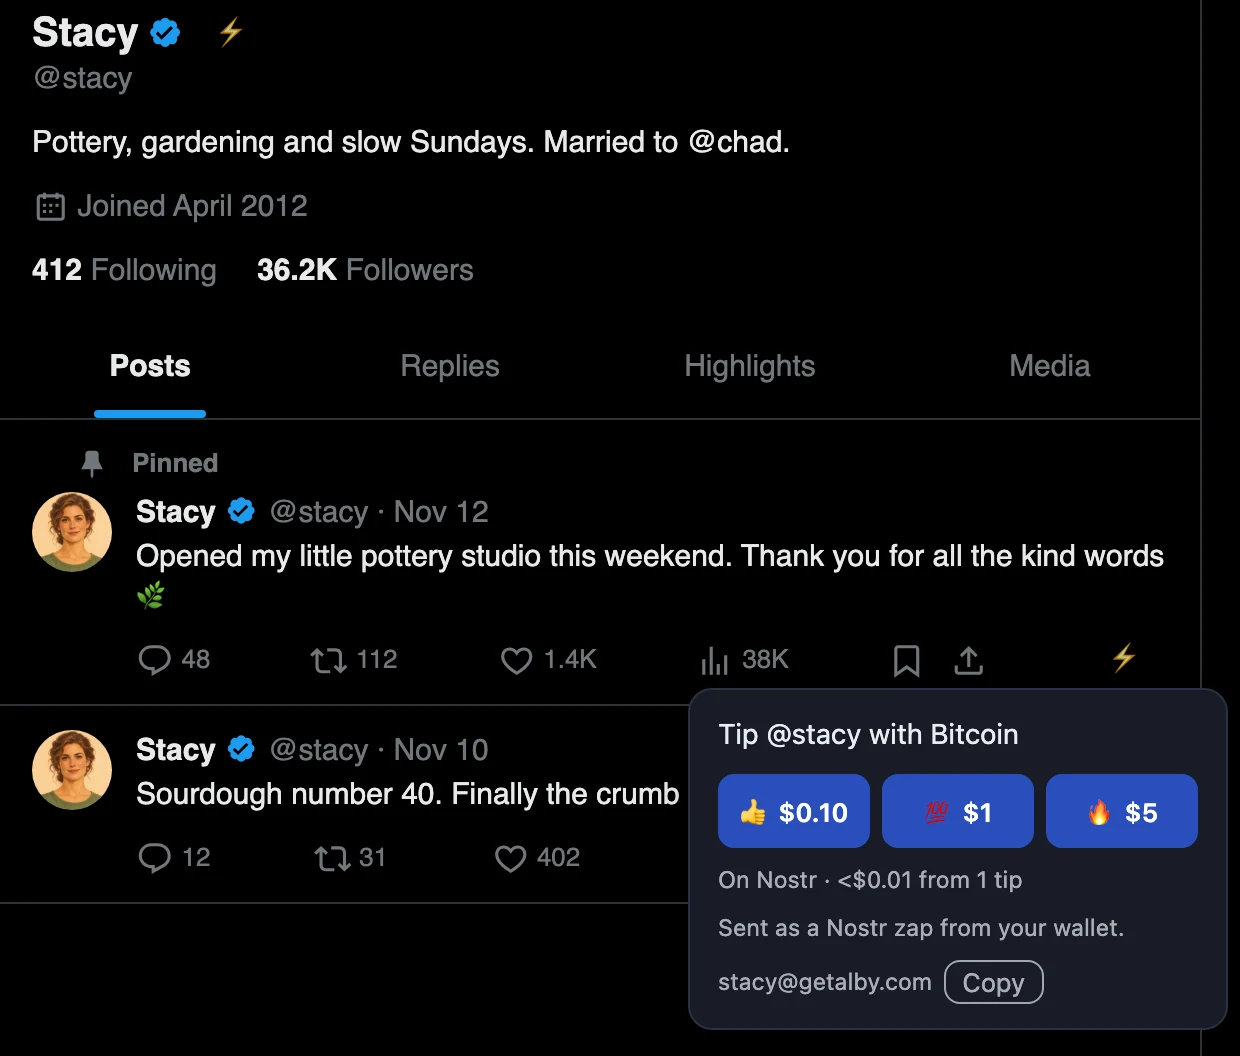 Stacy
@stacy
Pottery, gardening and slow Sundays. Married to @chad.
Joined April 2012
412 Following 36.2K Followers
Posts Replies Highlights Media
Pinned
Stacy @stacy · Nov 12
Opened my little pottery studio this weekend. Thank you for all the kind words
🌿
48 112 1.4K 38K
Stacy @stacy · Nov 10
Sourdough number 40. Finally the crumb
12 31 402
Tip @stacy with Bitcoin
👍 $0.10 💯 $1 🔥 $5
On Nostr · <$0.01 from 1 tip
Sent as a Nostr zap from your wallet.
stacy@getalby.com Copy